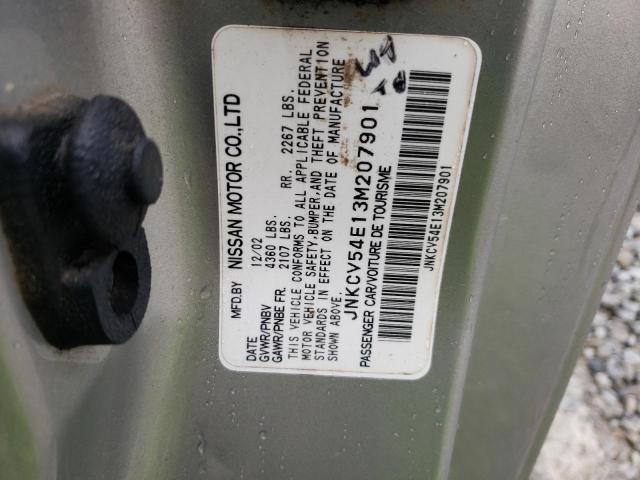 MFD.BY NISSAN MOTOR CO.,LTD
DATE 12/02
GVWR/PNBV 4360 LBS.
GAWR/PNBE FR. 2107 LBS. RR. 2267 LBS.
THIS VEHICLE CONFORMS TO ALL APPLICABLE FEDERAL
MOTOR VEHICLE SAFETY,BUMPER,AND THEFT PREVENTION
STANDARDS IN EFFECT ON THE DATE OF MANUFACTURE
SHOWN ABOVE.
JNKCV54E13M207901
PASSENGER CAR/VOITURE DE TOURISME
JNKCV54E13M207901